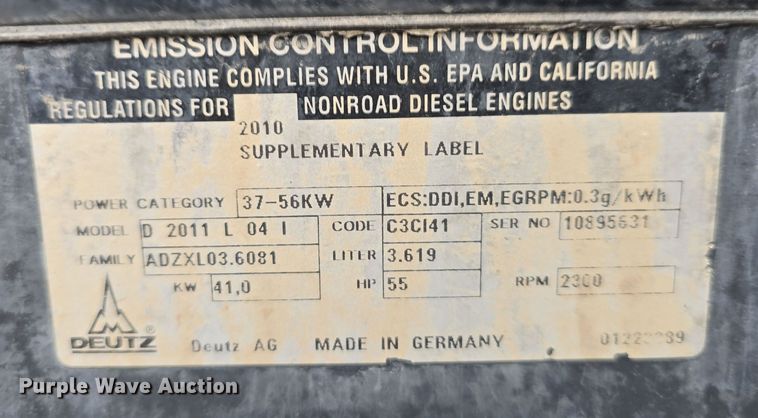 EMISSION CONTROL INFORMATION
THIS ENGINE COMPLIES WITH U.S. EPA AND CALIFORNIA
REGULATIONS FOR NONROAD DIESEL ENGINES
2010
SUPPLEMENTARY LABEL
POWER CATEGORY 37-56KW ECS:DDI,EM,EGRPM:0.3g/kWh
MODEL D 2011 L 04 I CODE C3CI41 SER NO 10895631
FAMILY ADZXL03.6081 LITER 3.619
KW 41,0 HP 55 RPM 2300
DEUTZ ® Deutz AG MADE IN GERMANY
Purple Wave Auction